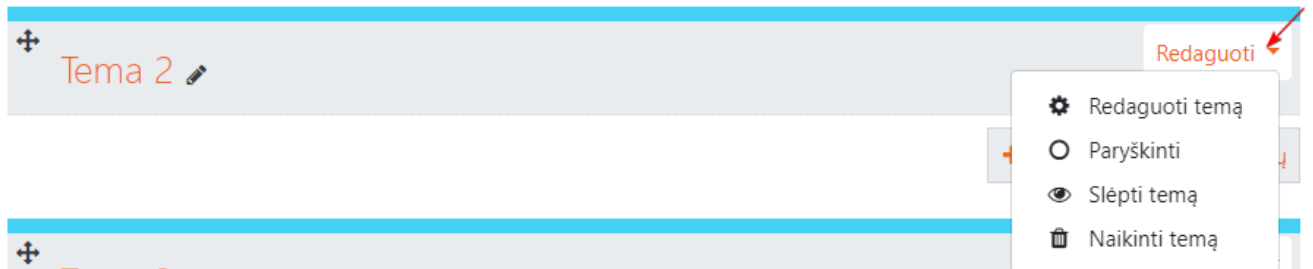 Tema 2
Redaguoti
Redaguoti temą
Paryškinti
Slėpti temą
Naikinti temą